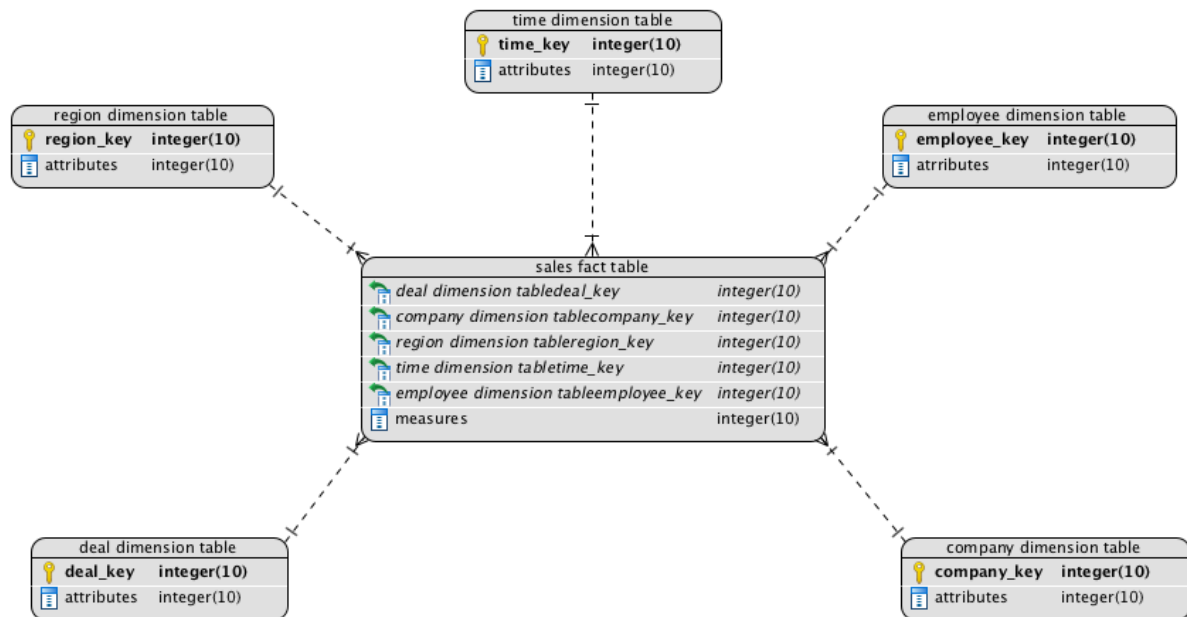 time dimension table
time_key integer(10)
attributes integer(10)
region dimension table
region_key integer(10)
attributes integer(10)
employee dimension table
employee_key integer(10)
atrributes integer(10)
sales fact table
deal dimension tabledeal_key integer(10)
company dimension tablecompany_key integer(10)
region dimension tableregion_key integer(10)
time dimension tabletime_key integer(10)
employee dimension tableemployee_key integer(10)
measures integer(10)
deal dimension table
deal_key integer(10)
attributes integer(10)
company dimension table
company_key integer(10)
attributes integer(10)